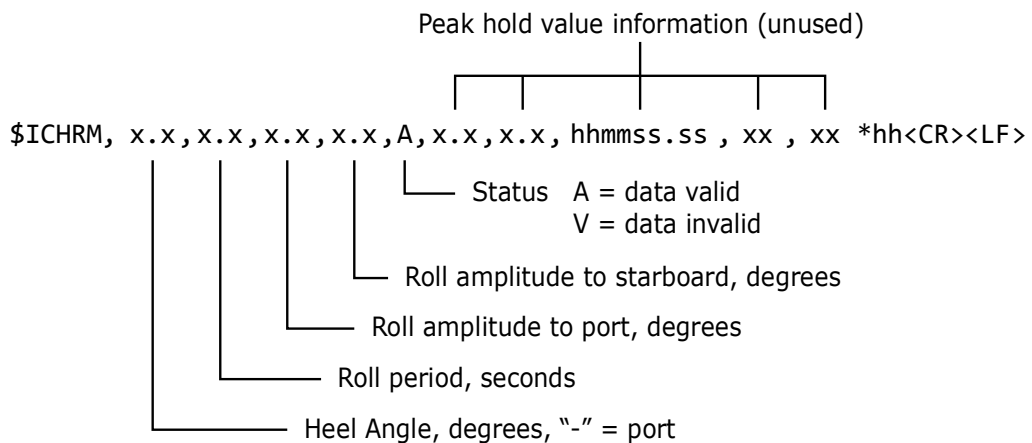 Peak hold value information (unused)
$ICHRM, x.x,x.x,x.x,x.x,A,x.x,x.x, hhmmss.ss , xx , xx *hh<CR><LF>
Status A = data valid
V = data invalid
Roll amplitude to starboard, degrees
Roll amplitude to port, degrees
Roll period, seconds
Heel Angle, degrees, “-” = port